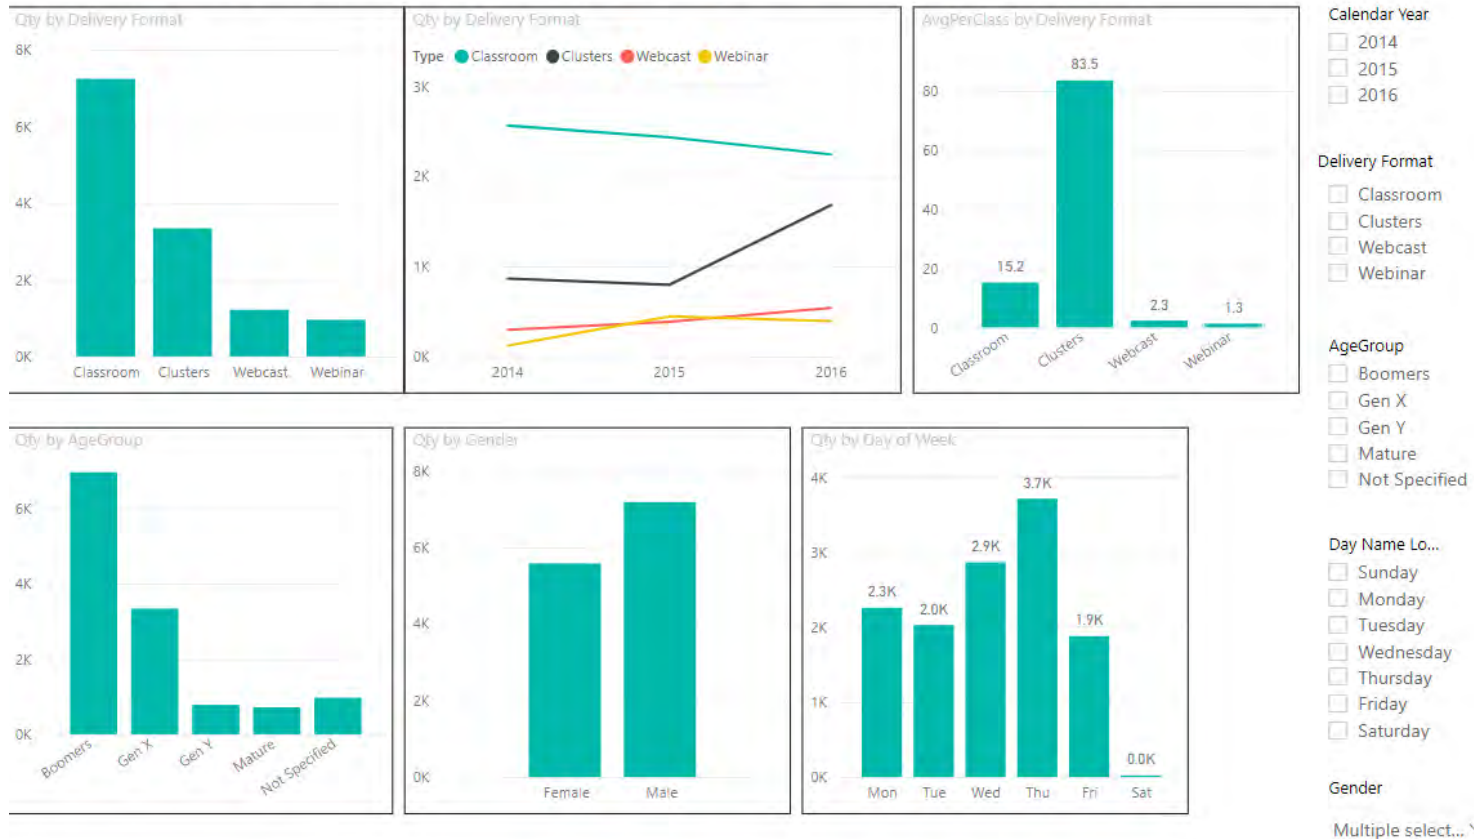 Qty by Delivery Format
8K
6K
4K
2K
0K
Classroom Clusters Webcast Webinar
Qty by Delivery Format
Type Classroom Clusters Webcast Webinar
3K
2K
1K
0K
2014 2015 2016
AvgPerClass by Delivery Format
80
60
40
20
0
15.2 83.5 2.3 1.3
Classroom Clusters Webcast Webinar
Calendar Year
2014
2015
2016
Delivery Format
Classroom
Clusters
Webcast
Webinar
AgeGroup
Boomers
Gen X
Gen Y
Mature
Not Specified
Day Name Lo...
Sunday
Monday
Tuesday
Wednesday
Thursday
Friday
Saturday
Gender
Multiple select...
Qty by AgeGroup
6K
4K
2K
0K
Boomers Gen X Gen Y Mature Not Specified
Qty by Gender
8K
6K
4K
2K
0K
Female Male
Qty by Day of Week
4K
3K
2K
1K
0K
2.3K 2.0K 2.9K 3.7K 1.9K 0.0K
Mon Tue Wed Thu Fri Sat